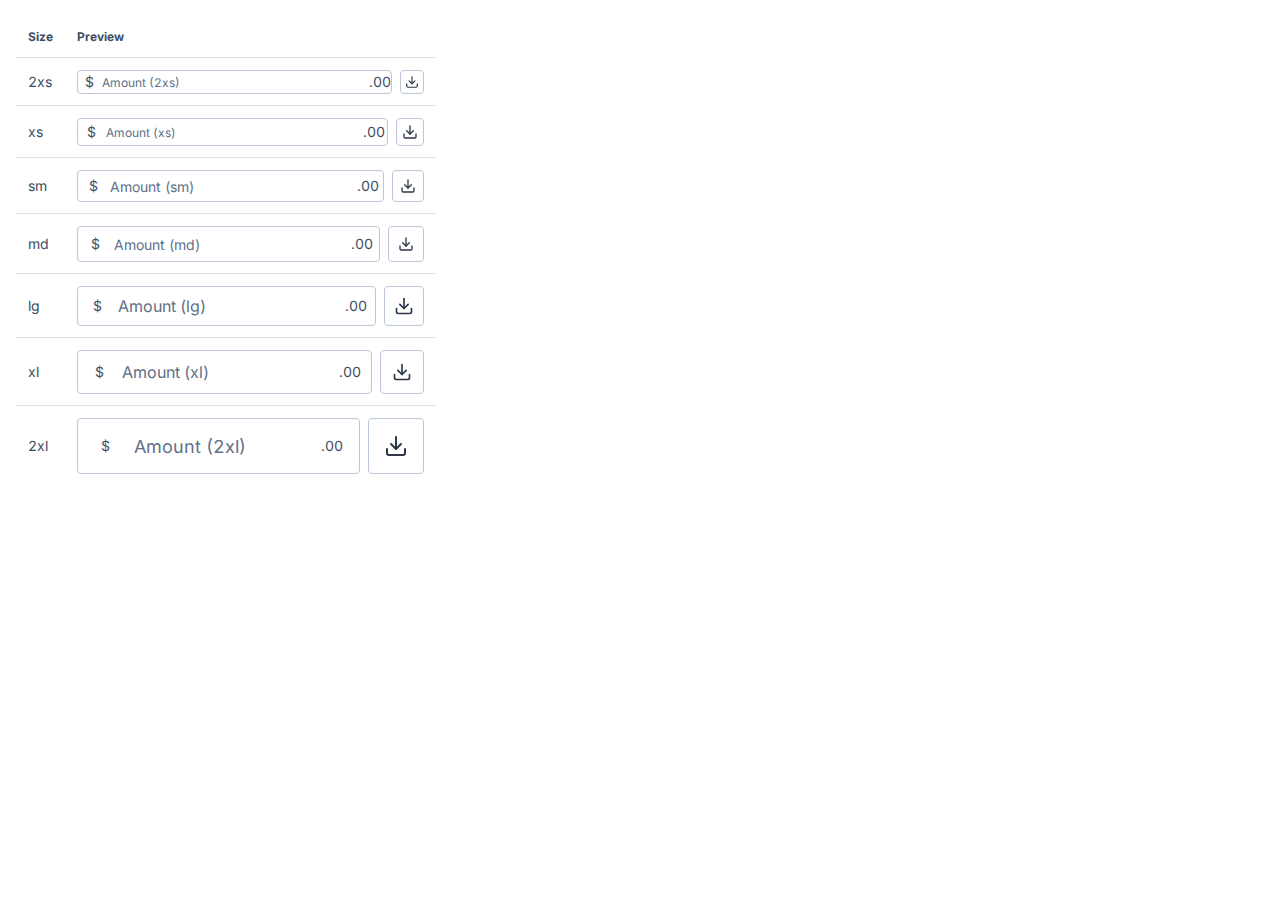 Size Preview
2xs $ Amount (2xs) .00
xs $ Amount (xs) .00
sm $ Amount (sm) .00
md $ Amount (md) .00
lg $ Amount (lg) .00
xl $ Amount (xl) .00
2xl $ Amount (2xl) .00